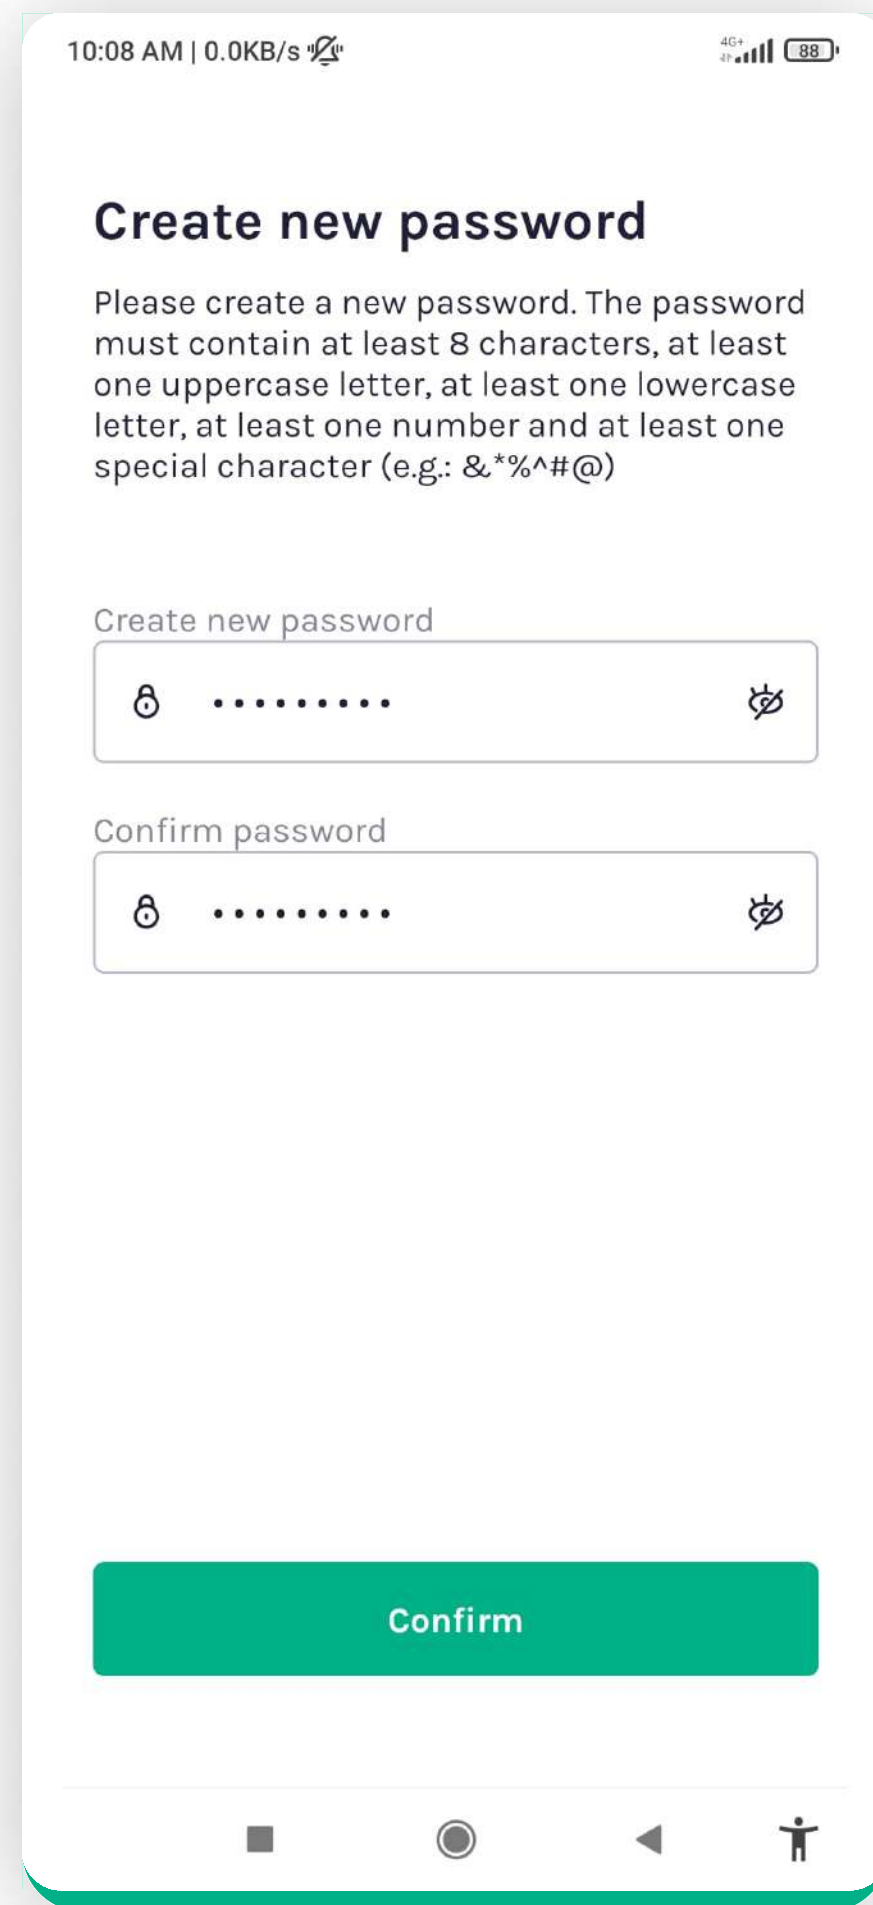 10:08 AM | 0.0KB/s
4G+
88
Create new password
Please create a new password. The password
must contain at least 8 characters, at least
one uppercase letter, at least one lowercase
letter, at least one number and at least one
special character (e.g.: &*%^#@)
Create new password
•••••••••
Confirm password
•••••••••
Confirm